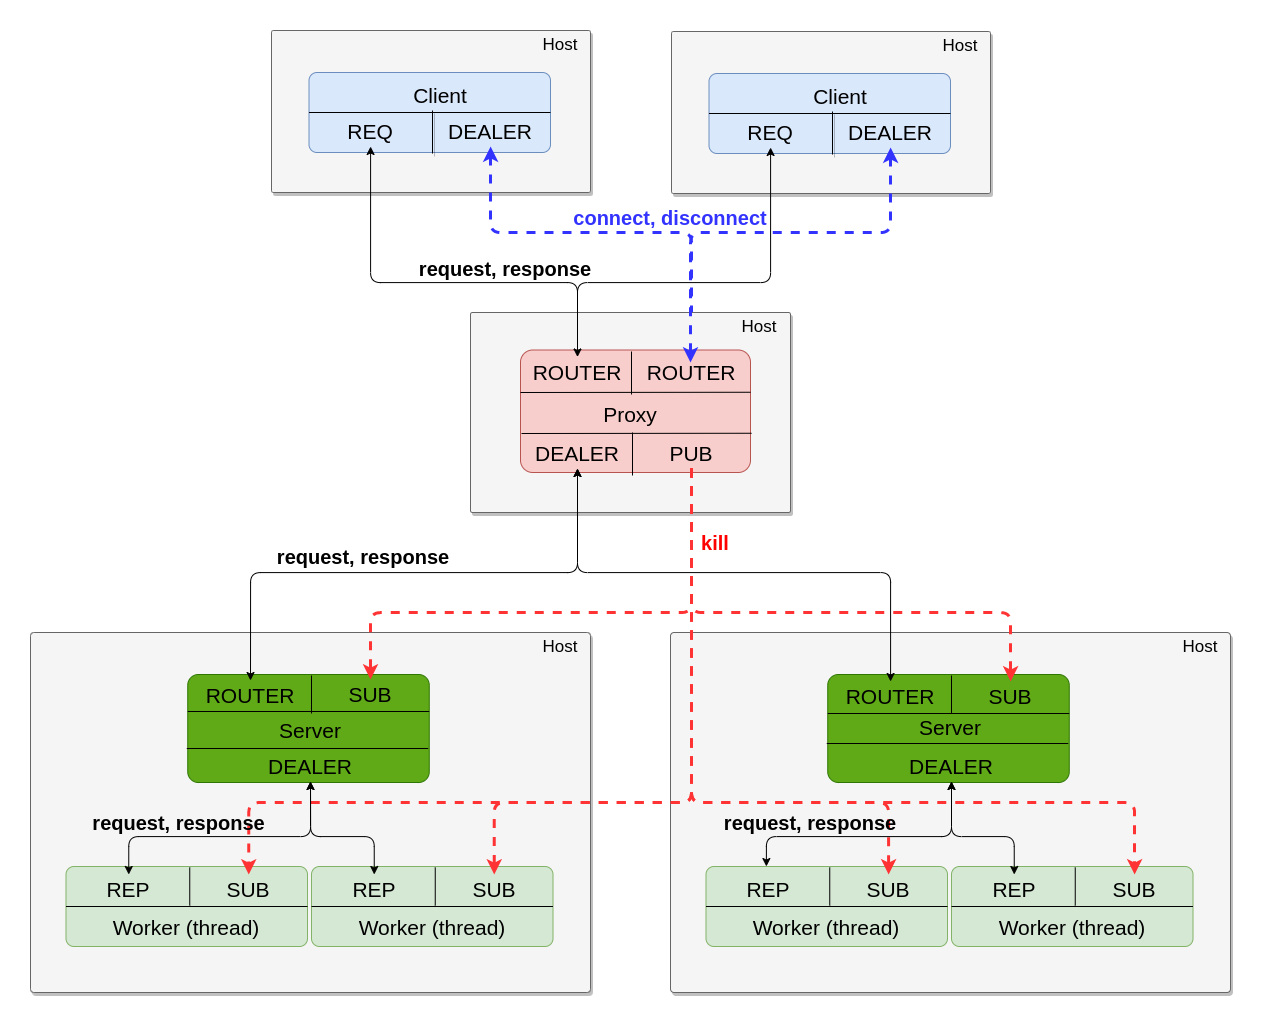 Host
Host
Client
Client
REQ
DEALER
REQ
DEALER
connect, disconnect
request, response
Host
ROUTER
ROUTER
Proxy
DEALER
PUB
kill
request, response
Host
Host
ROUTER
SUB
ROUTER
SUB
Server
Server
DEALER
DEALER
request, response
request, response
REP
SUB
REP
SUB
REP
SUB
REP
SUB
Worker (thread)
Worker (thread)
Worker (thread)
Worker (thread)